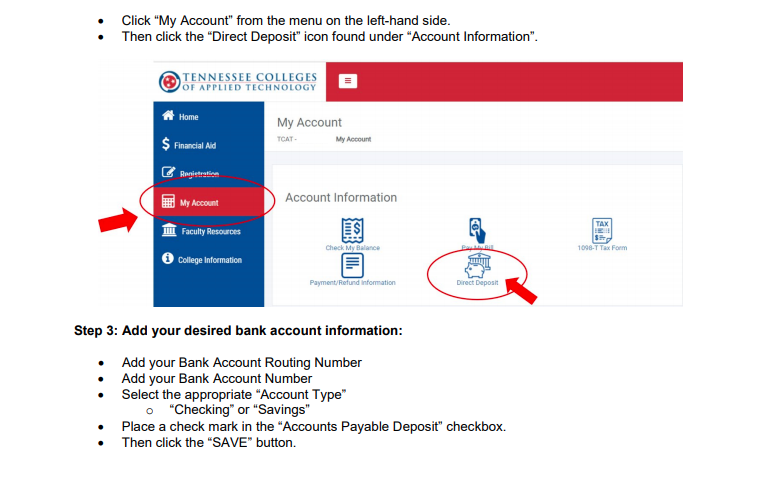 • Click “My Account” from the menu on the left-hand side.
• Then click the “Direct Deposit” icon found under “Account Information”.
TENNESSEE COLLEGES
OF APPLIED TECHNOLOGY
Home
Financial Aid
Registration
My Account
Faculty Resources
College Information
My Account
TCAT - My Account
Account Information
Check My Balance
Pay My Bill
TAX
1098-T Tax Form
Payment/Refund Information
Direct Deposit
Step 3: Add your desired bank account information:
• Add your Bank Account Routing Number
• Add your Bank Account Number
• Select the appropriate “Account Type”
o “Checking” or “Savings”
• Place a check mark in the “Accounts Payable Deposit” checkbox.
• Then click the “SAVE” button.